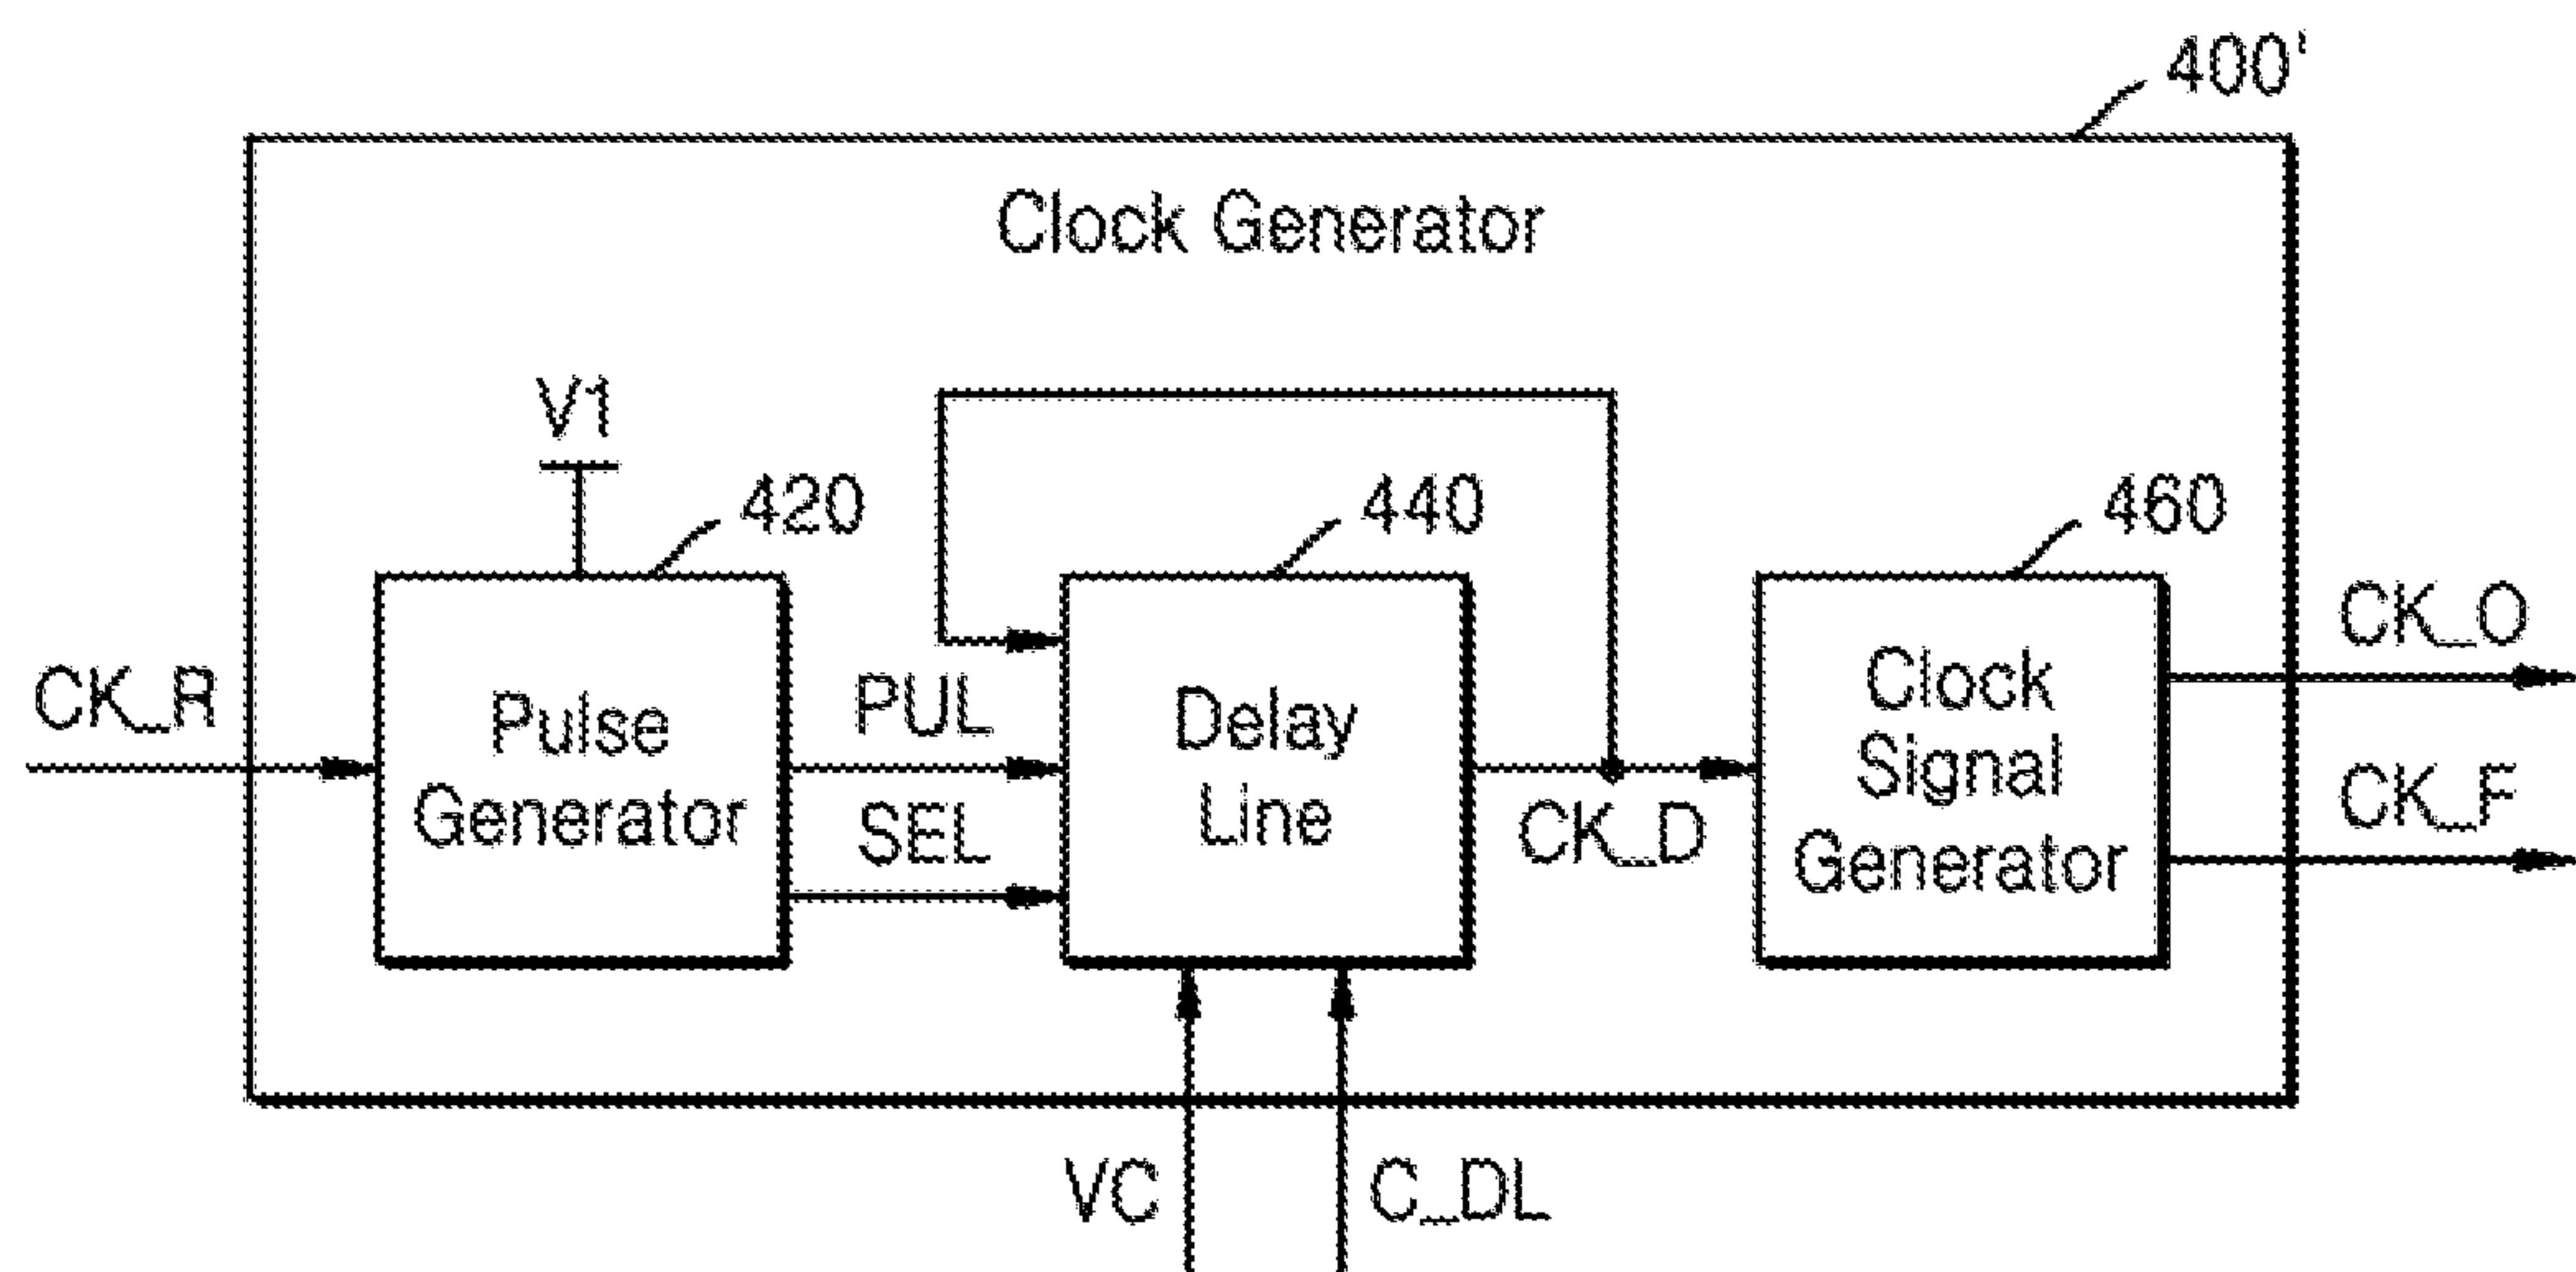 400'
Clock Generator
V1
420
440
460
CK_R
Pulse
Generator
PUL
SEL
Delay
Line
CK_D
Clock
Signal
Generator
CK_O
CK_F
VC
C_DL